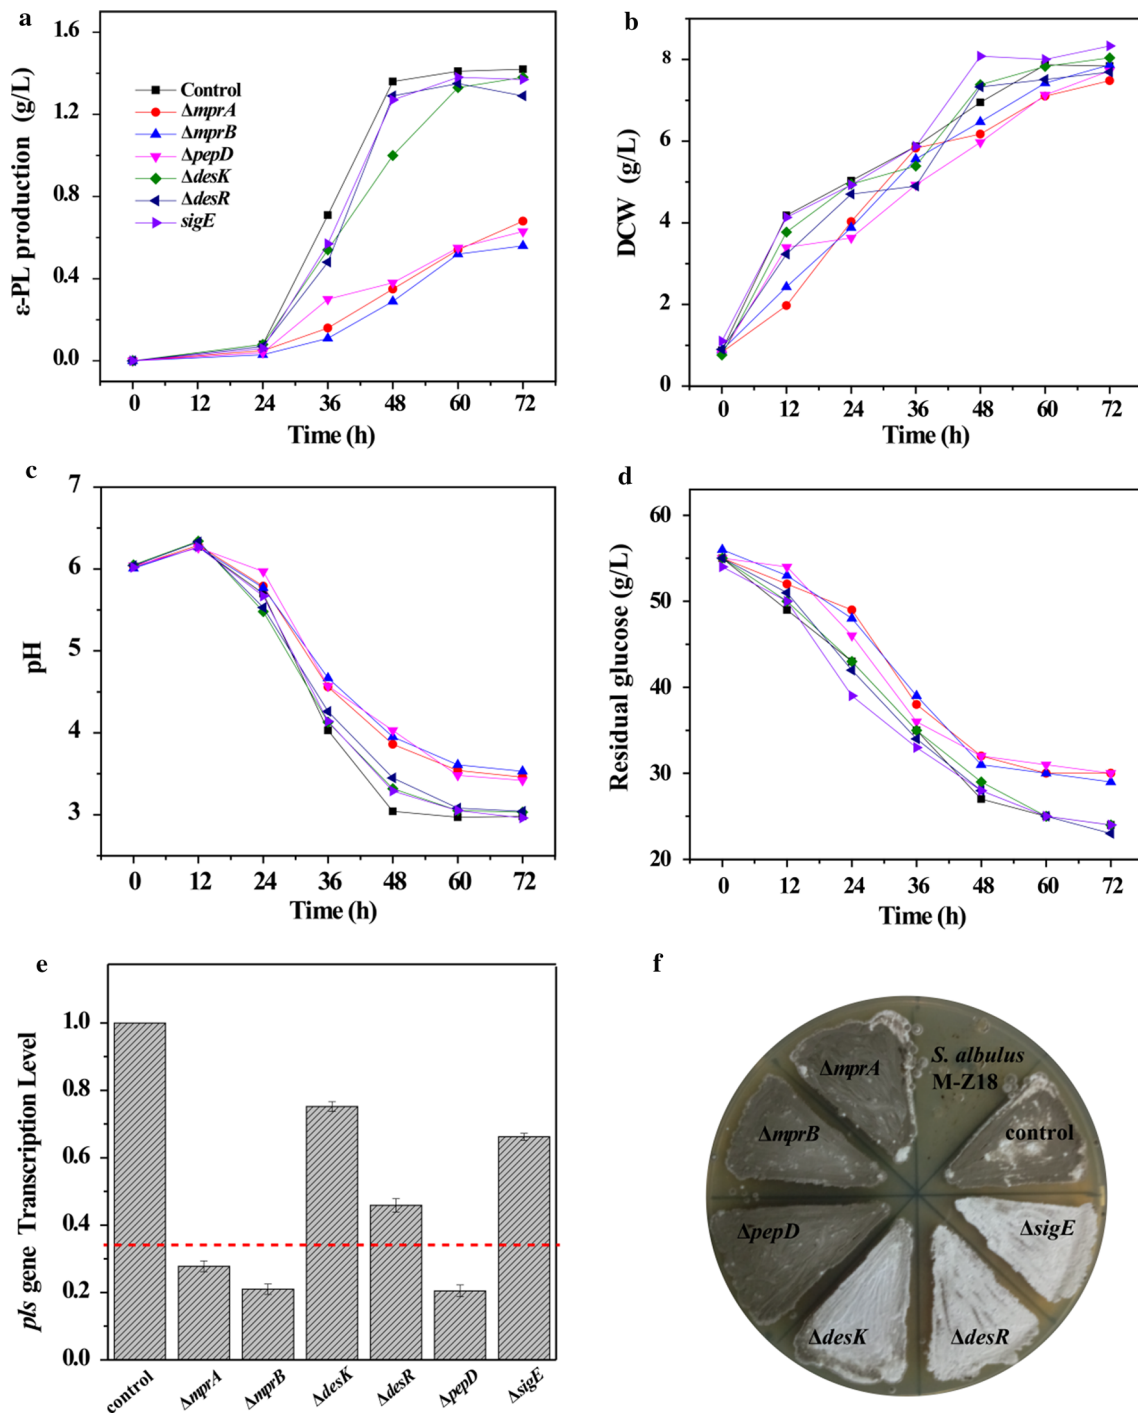 a
1.6
1.2
0.8
0.4
0.0
ε-PL production (g/L)
Control
ΔmprA
ΔmprB
ΔpepD
ΔdesK
ΔdesR
sigE
0 12 24 36 48 60 72
Time (h)
b
8
6
4
2
0
DCW (g/L)
0 12 24 36 48 60 72
Time (h)
c
7
6
5
4
3
pH
0 12 24 36 48 60 72
Time (h)
d
60
50
40
30
20
Residual glucose (g/L)
0 12 24 36 48 60 72
Time (h)
e
1.0
0.8
0.6
0.4
0.2
0.0
pls gene Transcription Level
control ΔmprA ΔmprB ΔdesK ΔdesR ΔpepD ΔsigE
f
S. albulus
M-Z18
ΔmprA
control
ΔmprB
ΔsigE
ΔpepD
ΔdesR
ΔdesK